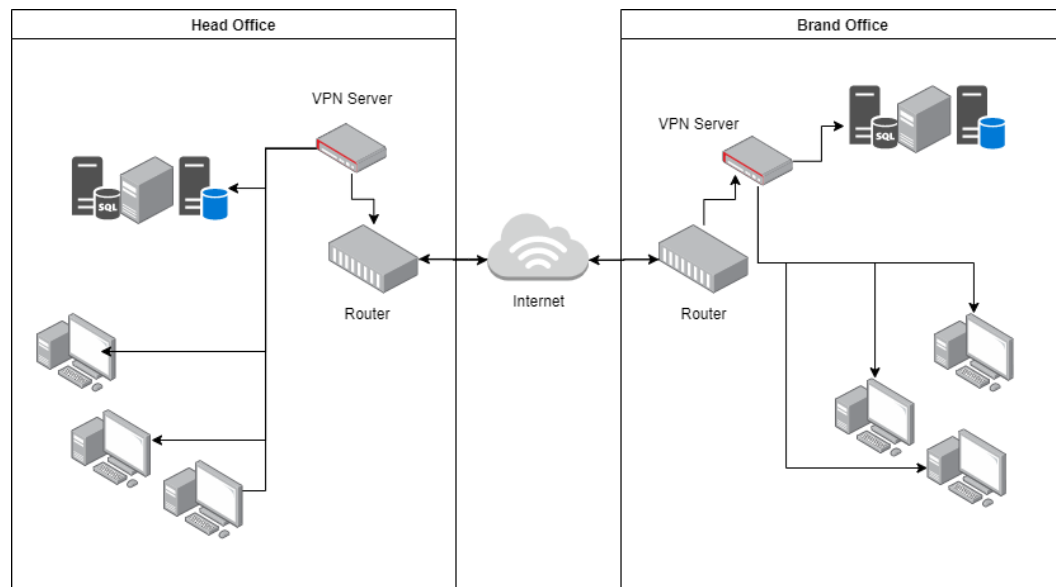 Head Office
Brand Office
VPN Server
VPN Server
SQL
SQL
Router
Internet
Router